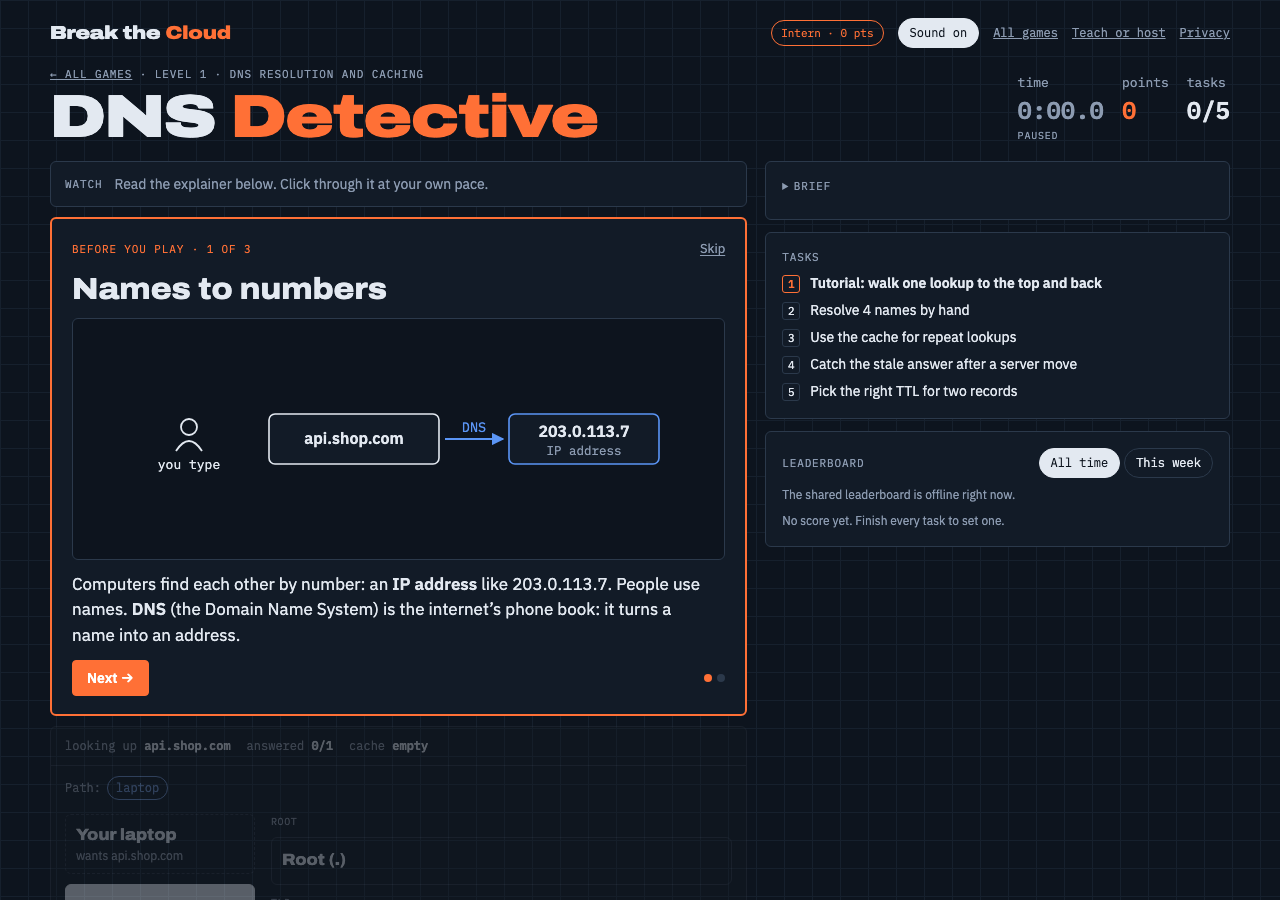 Break the Cloud
Intern · 0 pts
Sound on
All games
Teach or host
Privacy
← ALL GAMES · LEVEL 1 · DNS RESOLUTION AND CACHING
DNS Detective
time
0:00.0
PAUSED
points
0
tasks
0/5
WATCH Read the explainer below. Click through it at your own pace.
BEFORE YOU PLAY · 1 OF 3
Skip
Names to numbers
you type
api.shop.com
DNS
203.0.113.7
IP address
Computers find each other by number: an IP address like 203.0.113.7. People use
names. DNS (the Domain Name System) is the internet’s phone book: it turns a
name into an address.
Next →
looking up api.shop.com answered 0/1 cache empty
Path: laptop
Your laptop
wants api.shop.com
ROOT
Root (.)
▶ BRIEF
TASKS
1 Tutorial: walk one lookup to the top and back
2 Resolve 4 names by hand
3 Use the cache for repeat lookups
4 Catch the stale answer after a server move
5 Pick the right TTL for two records
LEADERBOARD
All time
This week
The shared leaderboard is offline right now.
No score yet. Finish every task to set one.